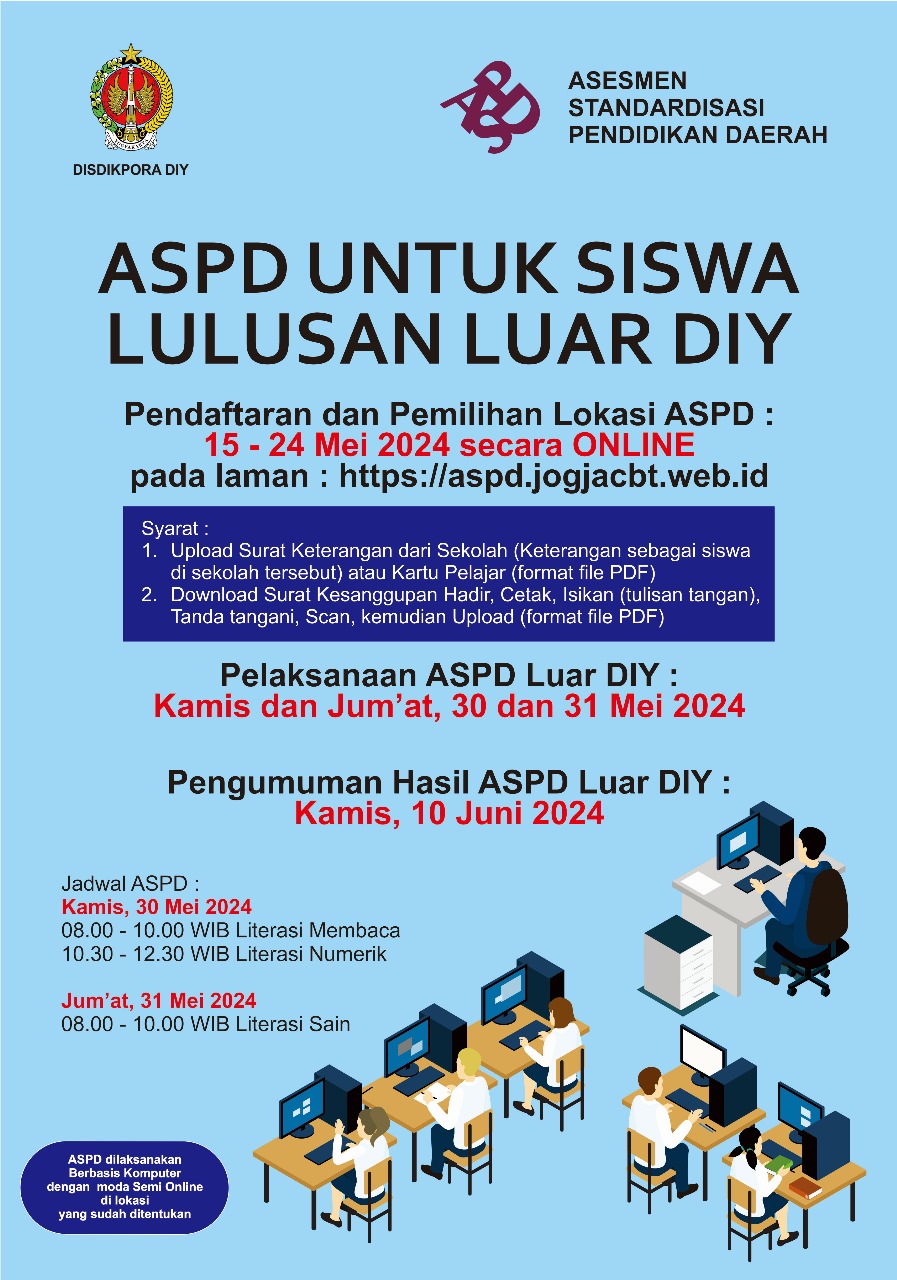 DISDIKPORA DIY
ASPD
ASESMEN
STANDARDISASI
PENDIDIKAN DAERAH
ASPD UNTUK SISWA
LULUSAN LUAR DIY
Pendaftaran dan Pemilihan Lokasi ASPD :
15 - 24 Mei 2024 secara ONLINE
pada laman : https://aspd.jogjacbt.web.id
Syarat :
1. Upload Surat Keterangan dari Sekolah (Keterangan sebagai siswa
di sekolah tersebut) atau Kartu Pelajar (format file PDF)
2. Download Surat Kesanggupan Hadir, Cetak, Isikan (tulisan tangan),
Tanda tangani, Scan, kemudian Upload (format file PDF)
Pelaksanaan ASPD Luar DIY :
Kamis dan Jum’at, 30 dan 31 Mei 2024
Pengumuman Hasil ASPD Luar DIY :
Kamis, 10 Juni 2024
Jadwal ASPD :
Kamis, 30 Mei 2024
08.00 - 10.00 WIB Literasi Membaca
10.30 - 12.30 WIB Literasi Numerik
Jum’at, 31 Mei 2024
08.00 - 10.00 WIB Literasi Sain
ASPD dilaksanakan
Berbasis Komputer
dengan moda Semi Online
di lokasi
yang sudah ditentukan